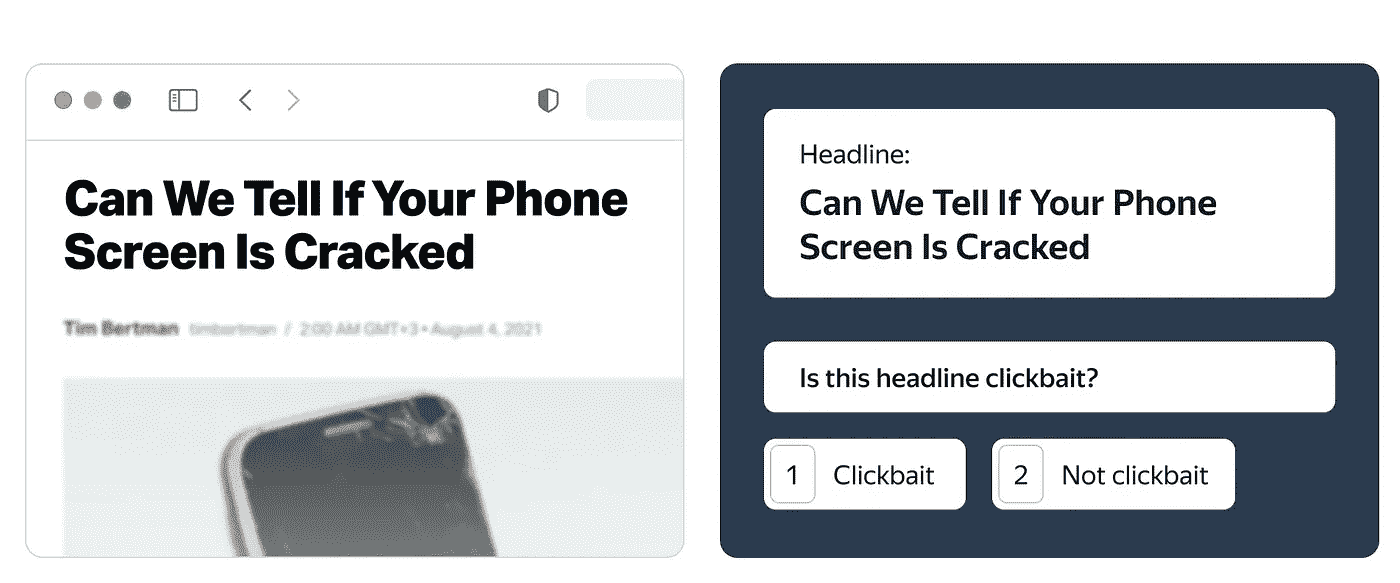 Can We Tell If Your Phone
Screen Is Cracked
Tim Bertman timbertman / 2:00 AM GMT+3 • August 4, 2021
Headline:
Can We Tell If Your Phone
Screen Is Cracked
Is this headline clickbait?
1 Clickbait
2 Not clickbait